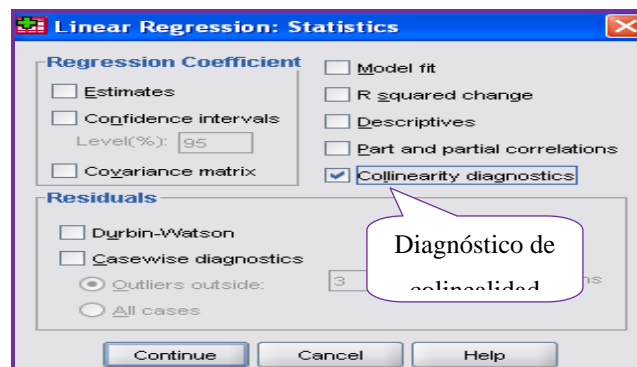 Linear Regression: Statistics
Regression Coefficient
Estimates
Confidence intervals
Level(%): 95
Covariance matrix
Model fit
R squared change
Descriptives
Part and partial correlations
Collinearity diagnostics
Residuals
Durbin-Watson
Casewise diagnostics
Outliers outside: 3
All cases
Diagnóstico de
colinealidad
Continue Cancel Help